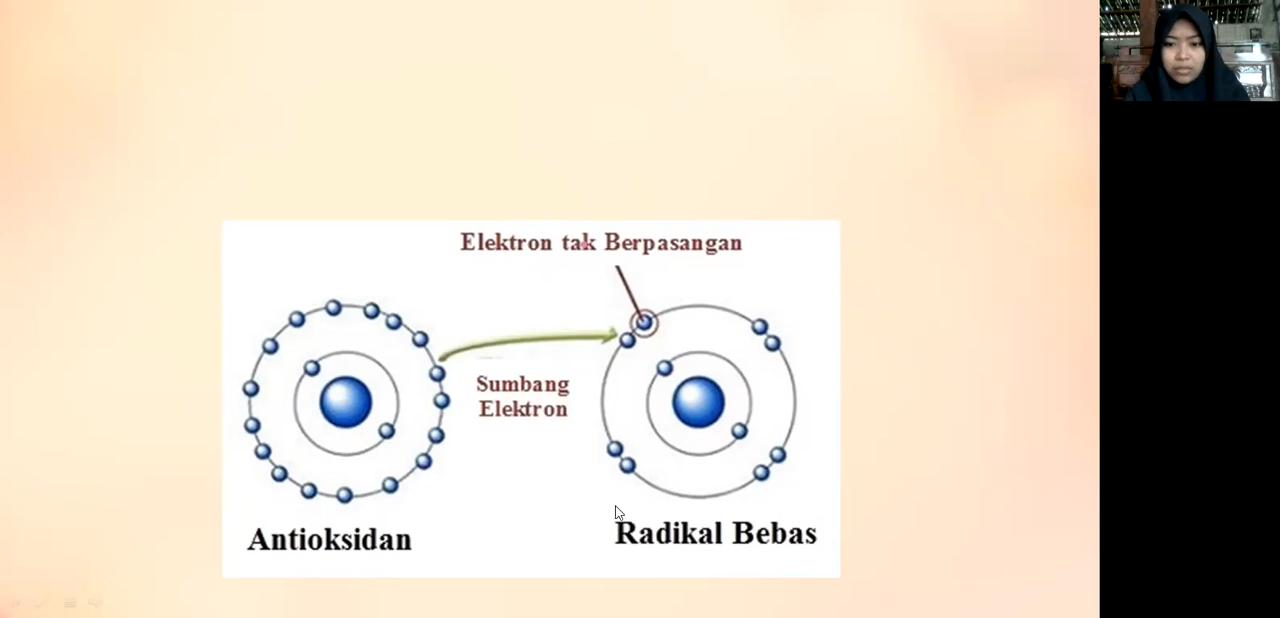 Elektron tak Berpasangan
Sumbang
Elektron
Antioksidan
Radikal Bebas